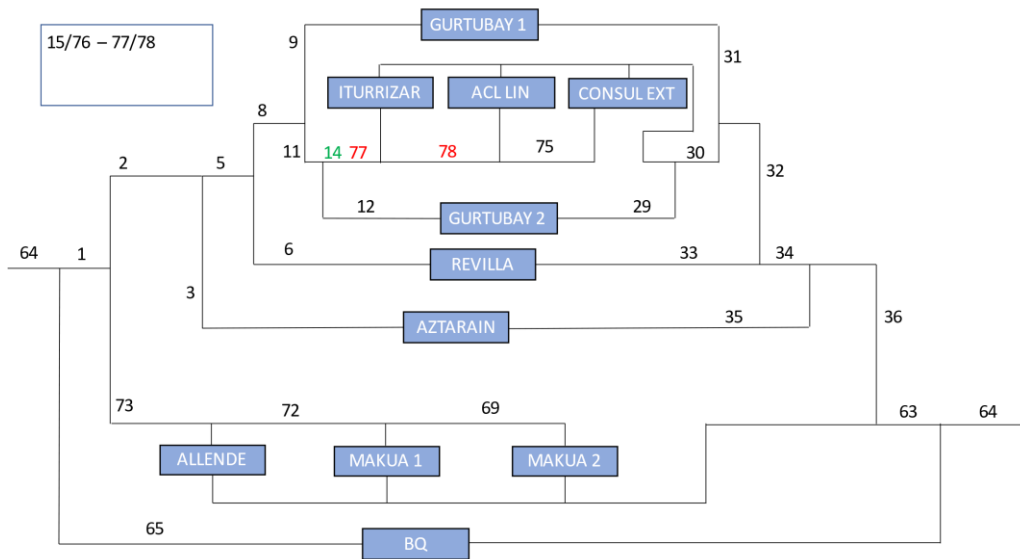 15/76 – 77/78
GURTUBAY 1
9
31
ITURRIZAR
ACL LIN
CONSUL EXT
8
11
14
77
78
75
30
2
5
32
12
GURTUBAY 2
29
64
1
6
REVILLA
33
34
3
AZTARAIN
35
36
73
72
69
63
64
ALLENDE
MAKUA 1
MAKUA 2
65
BQ